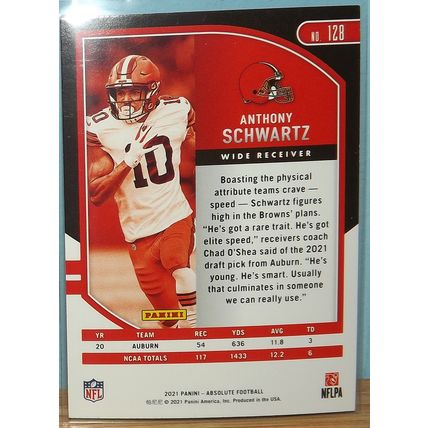 NO. 128
ANTHONY
SCHWARTZ
WIDE RECEIVER
10
Boasting the physical
attribute teams crave —
speed — Schwartz figures
high in the Browns' plans.
"He's got a rare trait. He's got
elite speed," receivers coach
Chad O'Shea said of the 2021
draft pick from Auburn. "He's
young. He's smart. Usually
that culminates in someone
we can really use."
PANINI
YR TEAM REC YDS AVG TD
20 AUBURN 54 636 11.8 3
NCAA TOTALS 117 1433 12.2 6
NFL
2021 PANINI - ABSOLUTE FOOTBALL
© 2021 Panini America, Inc. Produced in the USA.
NFLPA